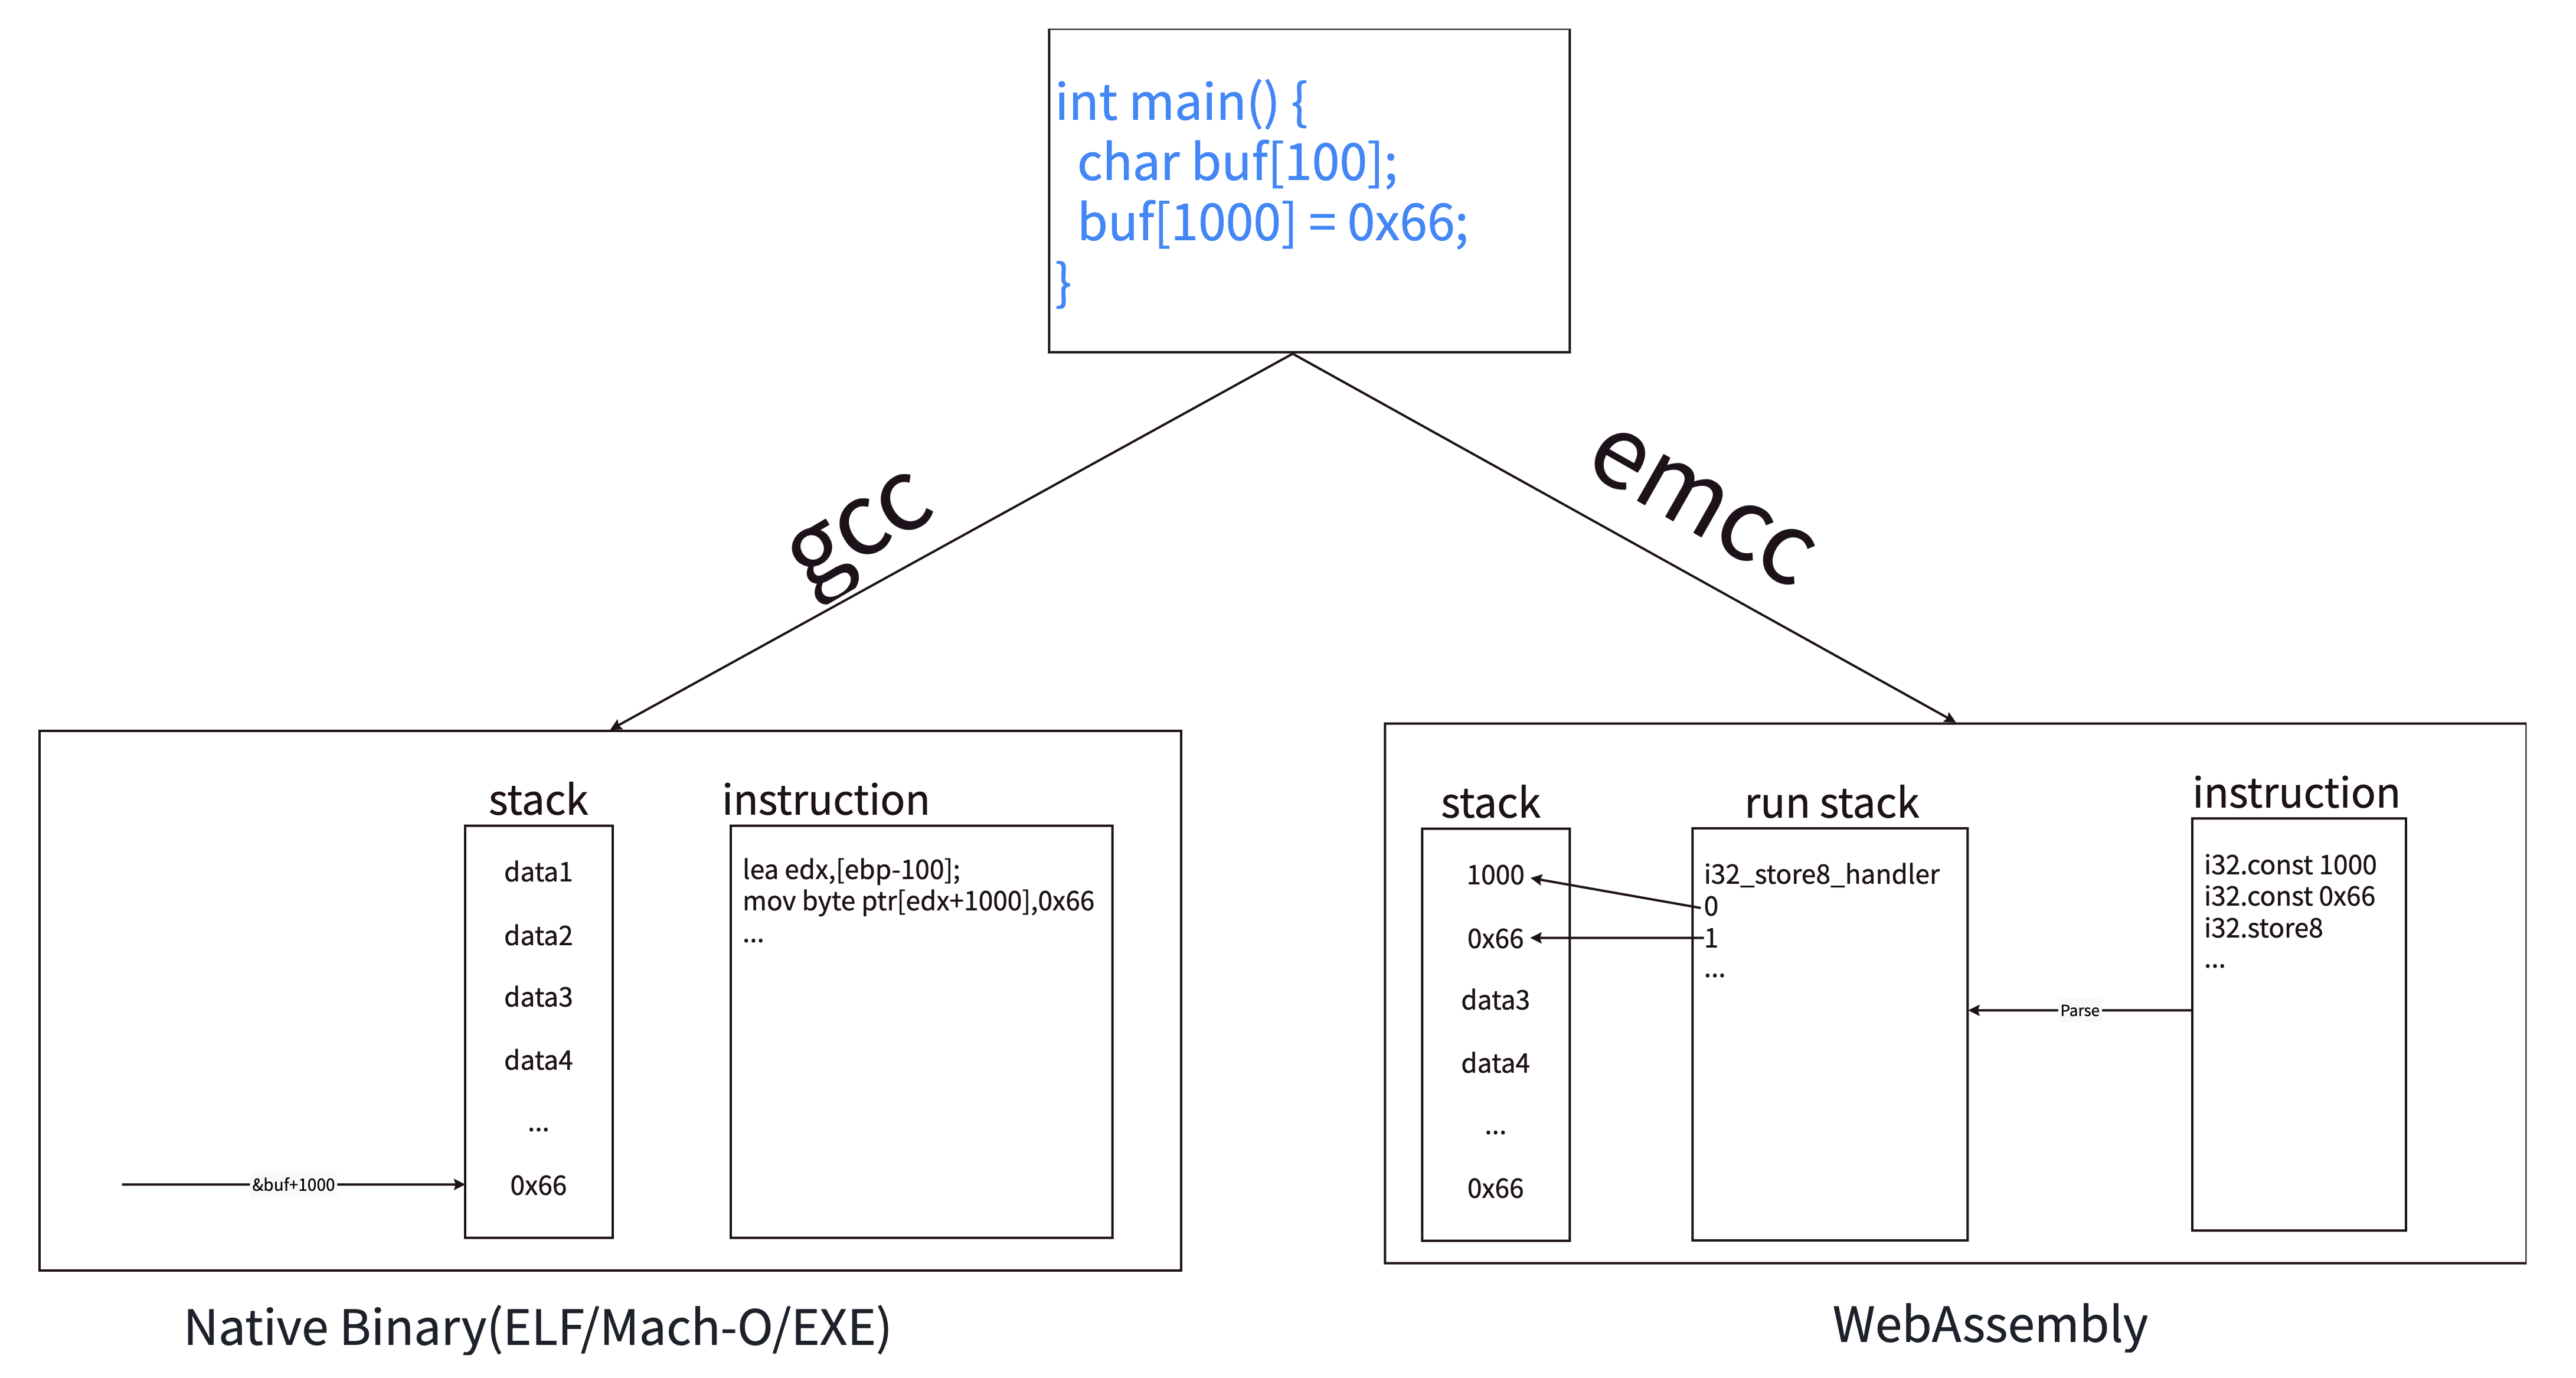 int main() {
char buf[100];
buf[1000] = 0x66;
}
gcc
emcc
stack
instruction
data1
data2
data3
data4
...
0x66
&buf+1000
lea edx,[ebp-100];
mov byte ptr[edx+1000],0x66
...
Native Binary(ELF/Mach-O/EXE)
stack
run stack
instruction
1000
0x66
data3
data4
...
0x66
i32_store8_handler
0
1
...
Parse
i32.const 1000
i32.const 0x66
i32.store8
...
WebAssembly